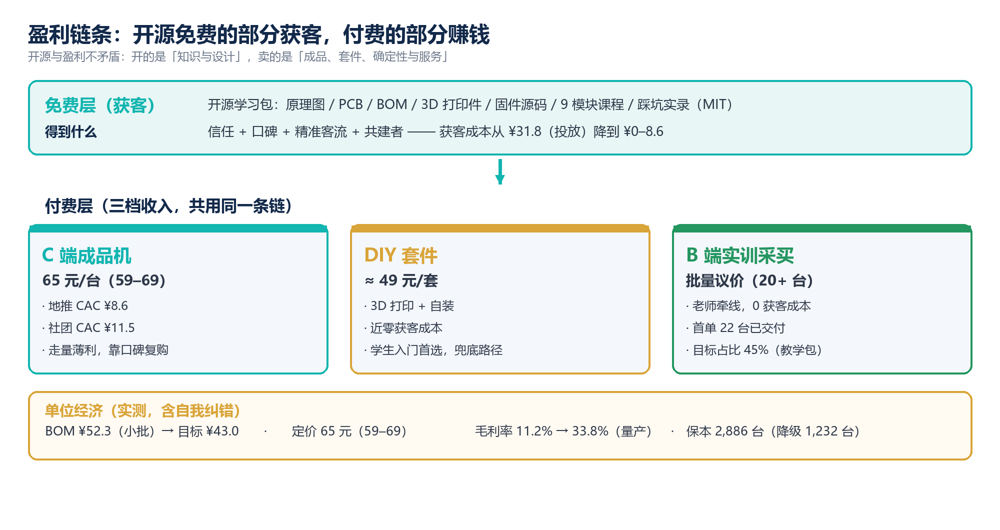 盈利链条：开源免费的部分获客，付费的部分赚钱
开源与盈利不矛盾：开的是「知识与设计」，卖的是「成品、套件、确定性与服务」
免费层（获客） 开源学习包：原理图 / PCB / BOM / 3D 打印件 / 固件源码 / 9 模块课程 / 踩坑实录（MIT）
得到什么 信任 + 口碑 + 精准客流 + 共建者 —— 获客成本从 ¥31.8（投放）降到 ¥0–8.6
付费层（三档收入，共用同一条链）
C 端成品机
65 元/台（59–69）
· 地推 CAC ¥8.6
· 社团 CAC ¥11.5
· 走量薄利，靠口碑复购
DIY 套件
≈ 49 元/套
· 3D 打印 + 自装
· 近零获客成本
· 学生入门首选，兜底路径
B 端实训采买
批量议价（20+ 台）
· 老师牵线，0 获客成本
· 首单 22 台已交付
· 目标占比 45%（教学包）
单位经济（实测，含自我纠错）
BOM ¥52.3（小批）→ 目标 ¥43.0 · 定价 65 元（59–69） 毛利率 11.2% → 33.8%（量产） · 保本 2,886 台（降级 1,232 台）